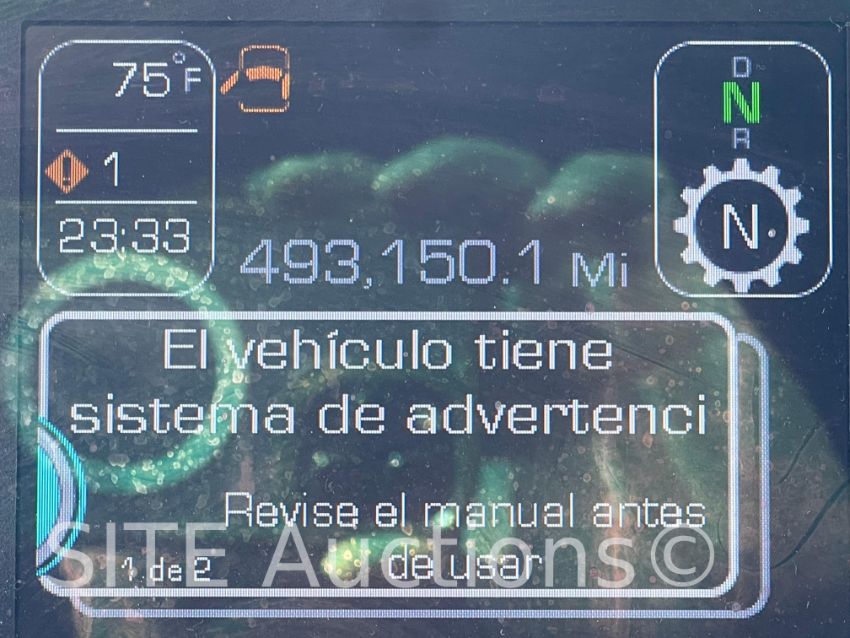 75°F
D
N
R
1
23:33
N
493,150.1 Mi
El vehículo tiene
sistema de advertenci
Revise el manual antes
de usar
1 de 2
SITE Auctions©